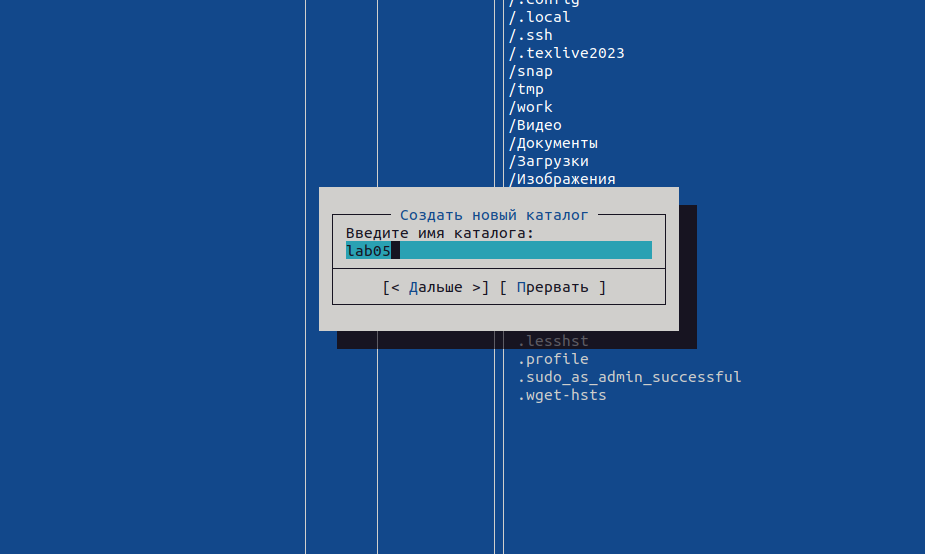 /.config
/.local
/.ssh
/.texlive2023
/snap
/tmp
/work
/Видео
/Документы
/Загрузки
/Изображения
Создать новый каталог
Введите имя каталога:
lab05
[< Дальше >] [ Прервать ]
.lesshst
.profile
.sudo_as_admin_successful
.wget-hsts